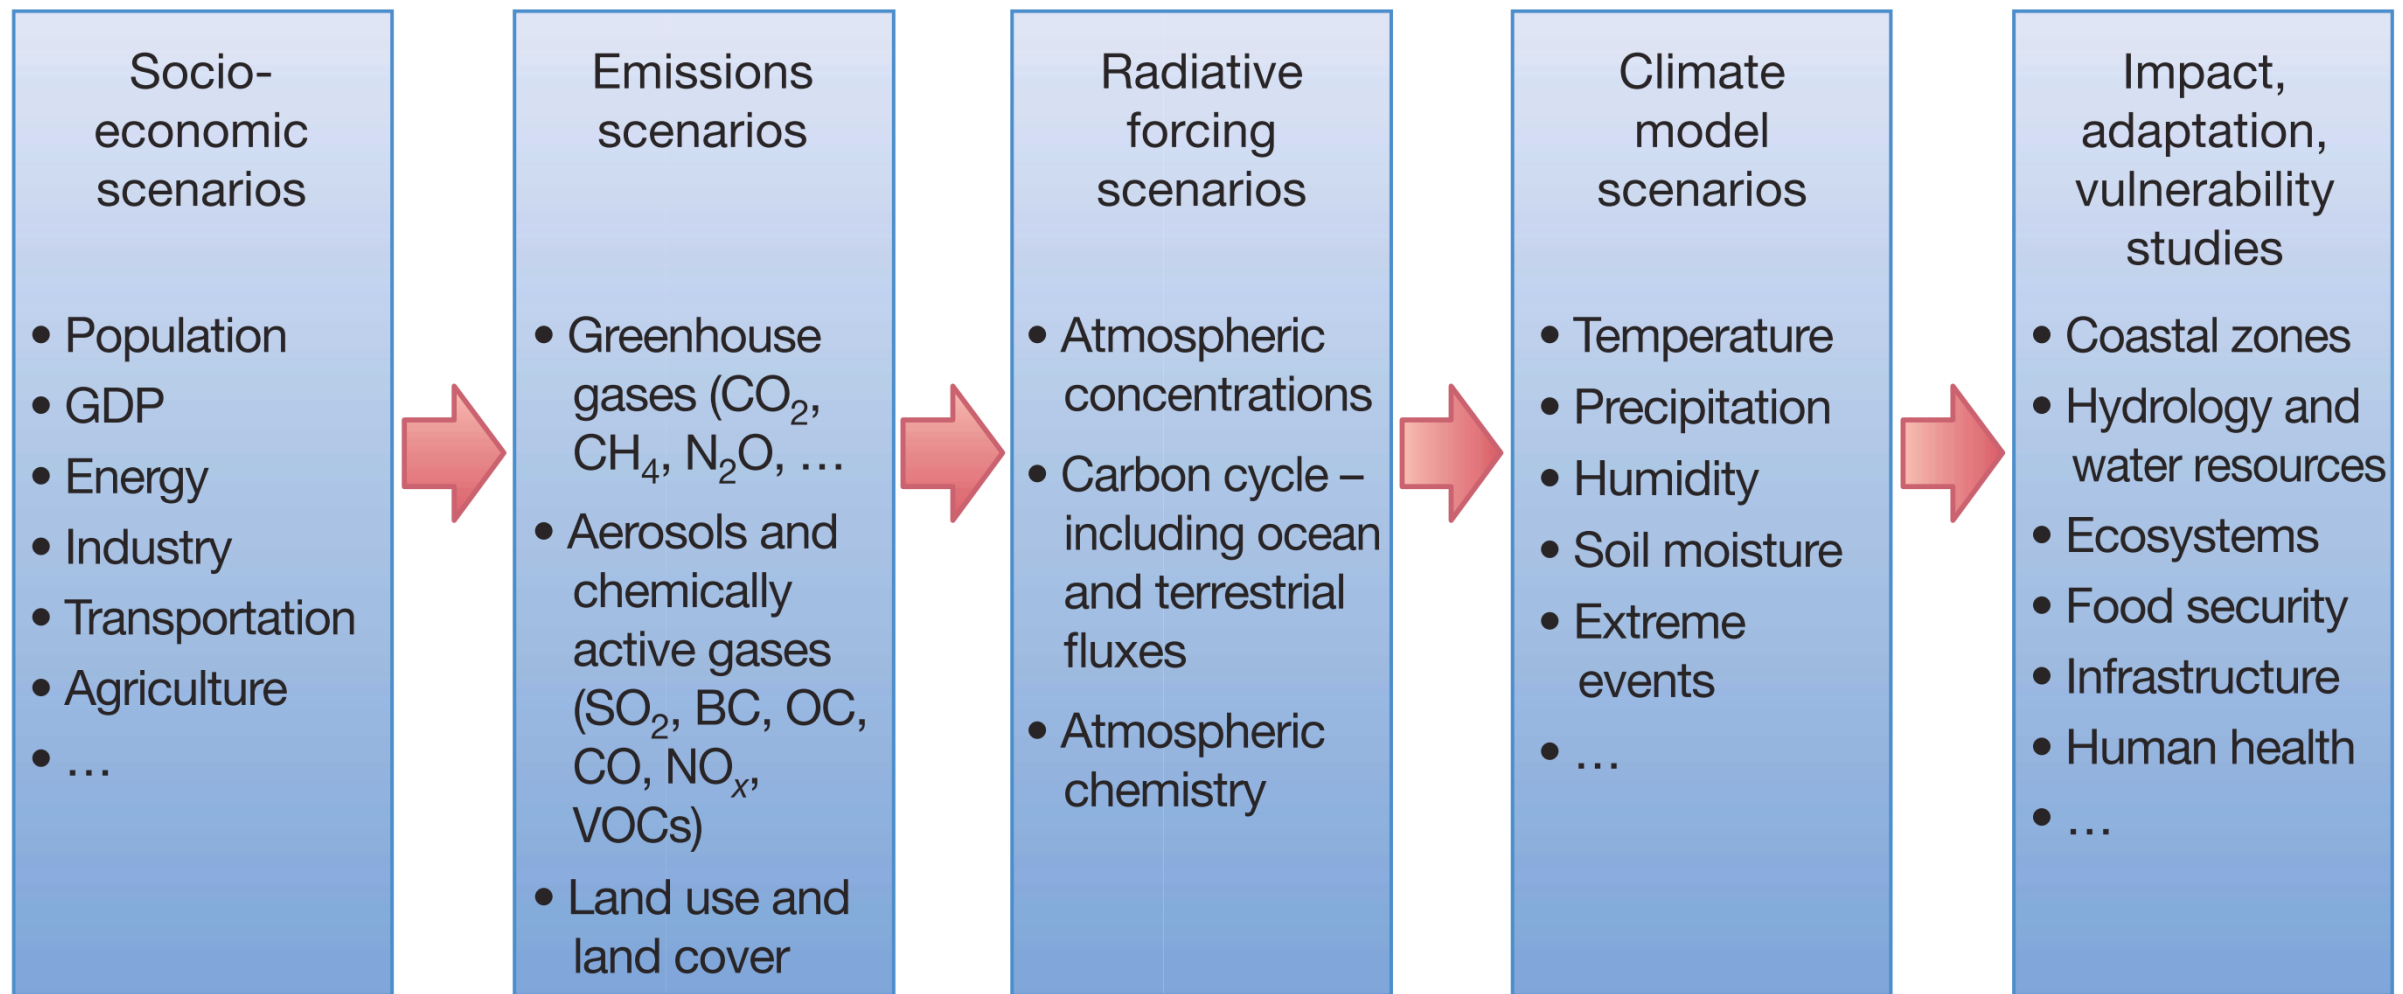 Socio-
economic
scenarios
• Population
• GDP
• Energy
• Industry
• Transportation
• Agriculture
• …
Emissions
scenarios
• Greenhouse
gases (CO₂,
CH₄, N₂O, …
• Aerosols and
chemically
active gases
(SO₂, BC, OC,
CO, NOₓ,
VOCs)
• Land use and
land cover
Radiative
forcing
scenarios
• Atmospheric
concentrations
• Carbon cycle –
including ocean
and terrestrial
fluxes
• Atmospheric
chemistry
Climate
model
scenarios
• Temperature
• Precipitation
• Humidity
• Soil moisture
• Extreme
events
• …
Impact,
adaptation,
vulnerability
studies
• Coastal zones
• Hydrology and
water resources
• Ecosystems
• Food security
• Infrastructure
• Human health
• …